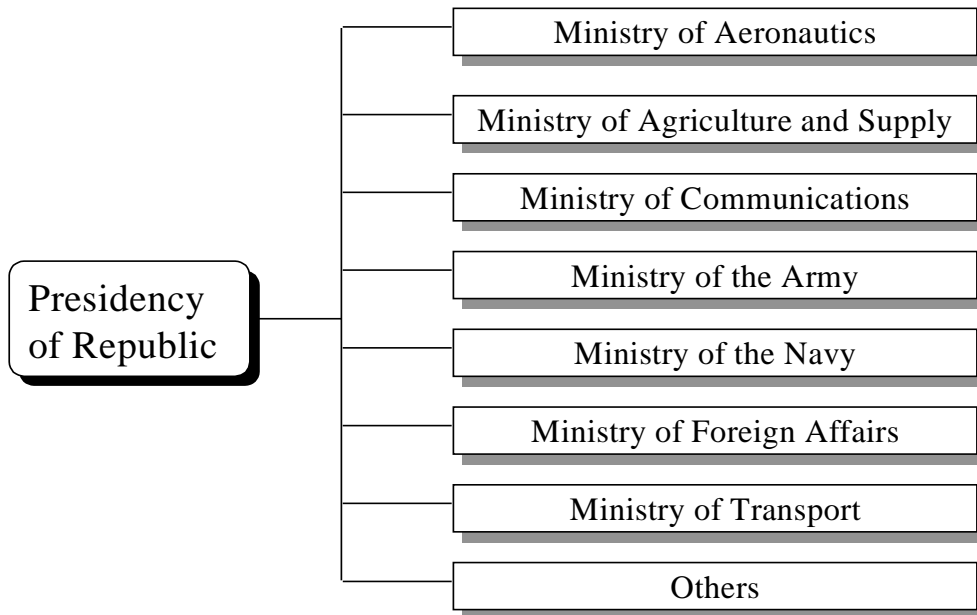 Presidency
of Republic
Ministry of Aeronautics
Ministry of Agriculture and Supply
Ministry of Communications
Ministry of the Army
Ministry of the Navy
Ministry of Foreign Affairs
Ministry of Transport
Others